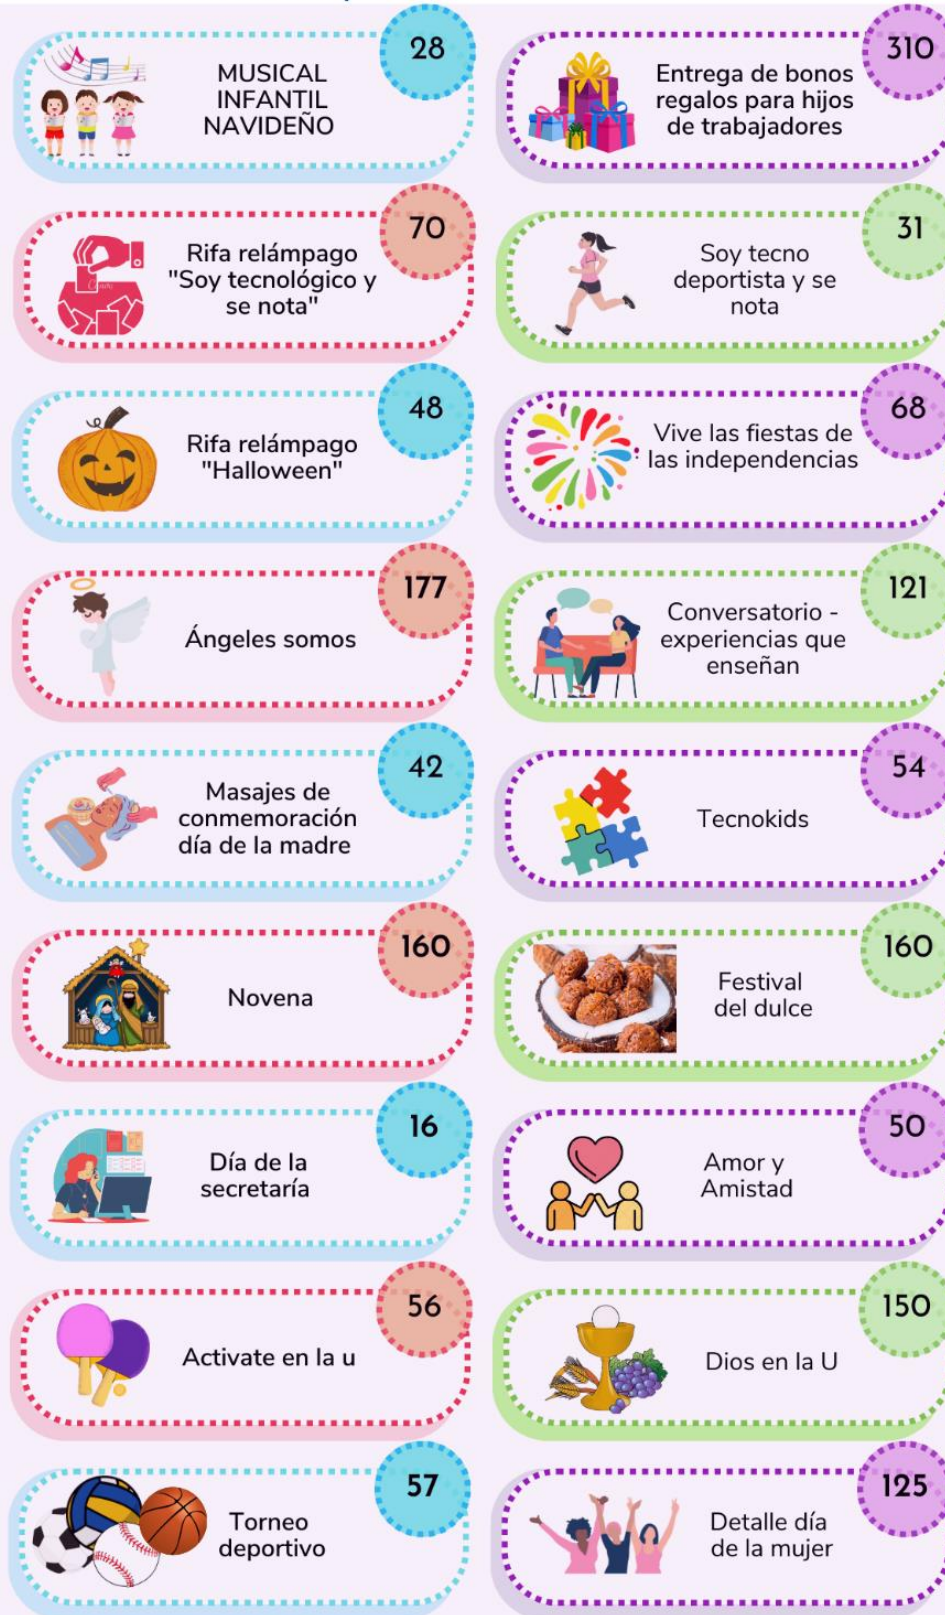 28
MUSICAL
INFANTIL
NAVIDEÑO
310
Entrega de bonos
regalos para hijos
de trabajadores
70
Rifa relámpago
"Soy tecnológico y
se nota"
31
Soy tecno
deportista y se
nota
48
Rifa relámpago
"Halloween"
68
Vive las fiestas de
las independencias
177
Ángeles somos
121
Conversatorio -
experiencias que
enseñan
42
Masajes de
conmemoración
día de la madre
54
Tecnokids
160
Novena
160
Festival
del dulce
16
Día de la
secretaría
50
Amor y
Amistad
56
Activate en la u
150
Dios en la U
57
Torneo
deportivo
125
Detalle día
de la mujer